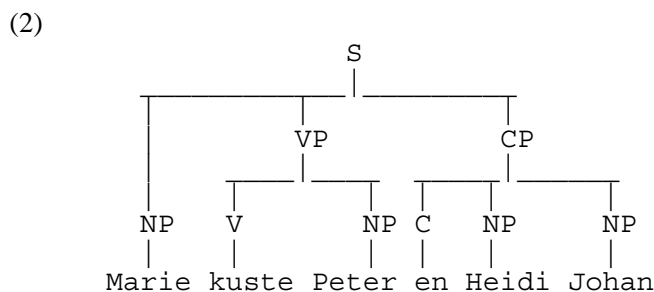 (2)
S
VP CP
NP V NP C NP NP
Marie kuste Peter en Heidi Johan